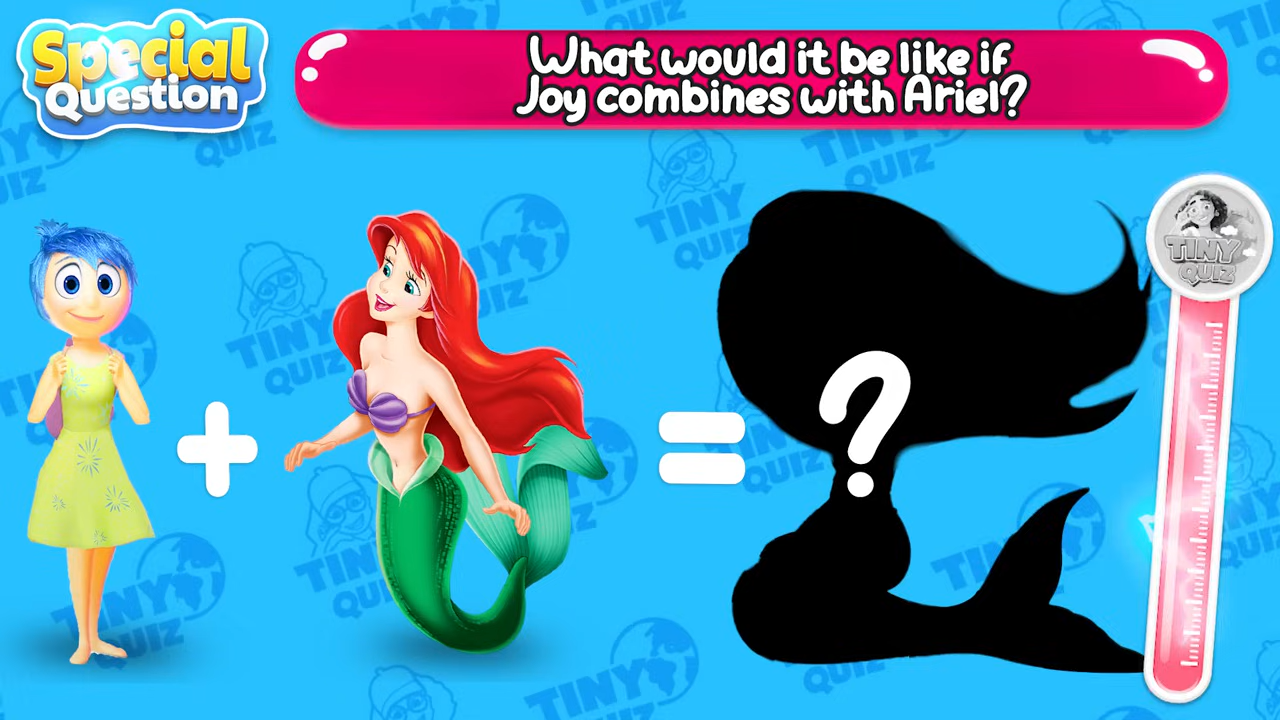 Special
Question
What would it be like if
Joy combines with Ariel?
+
=
?
TINY
QUIZ